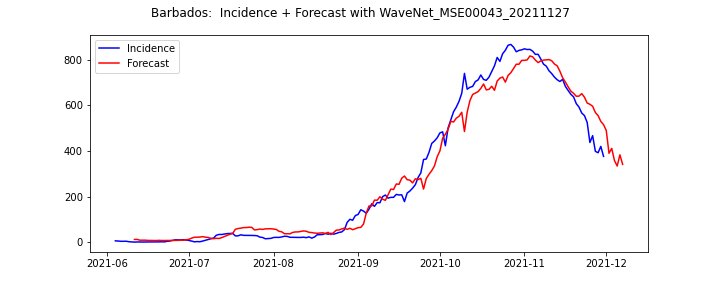 Barbados:  Incidence + Forecast with WaveNet_MSE00043_20211127
Incidence
Forecast
800
600
400
200
0
2021-06 2021-07 2021-08 2021-09 2021-10 2021-11 2021-12